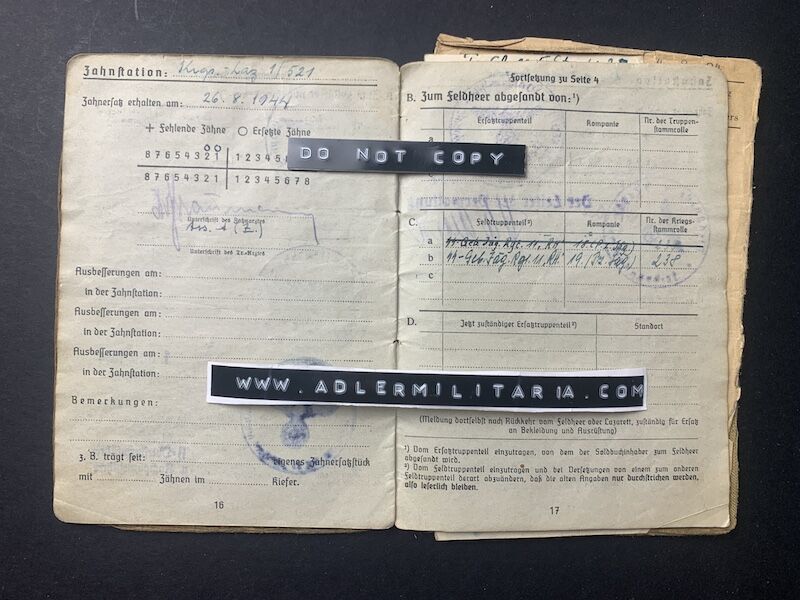 Zahnstation: Krgs. Laz 1/521
Zahnersatz erhalten am: 26. 8. 1944
+ Fehlende Zähne O Ersetzte Zähne
87654321 12345
87654321 12345678
Unterschrift des Zahnarztes
Ass. A (Z.)
Unterschrift des Tr.-Arztes
Ausbesserungen am:
in der Zahnstation:
Ausbesserungen am:
in der Zahnstation:
Ausbesserungen am:
in der Zahnstation:
Bemerkungen:
z. B. trägt seit: eigenes Zahnersatzstück
mit Zähnen im Kiefer.
16
DO NOT COPY
WWW.ADLERMILITARIA.COM
Fortsetzung zu Seite 4
B. Zum Feldheer abgesandt von:¹)
Ersatztruppenteil Kompanie Nr. der Truppen-
stammrolle
a
C. Feldtruppenteil²) Kompanie Nr. der Kriegs-
stammrolle
a Geb. Jäg. Rgt. 11
b Geb. Jäg. Rgt. 11 19. 238
c
D. Jetzt zuständiger Ersatztruppenteil²) Standort
(Meldung dortselbst nach Rückkehr vom Feldheer oder Lazarett, zuständig für Ersatz
an Bekleidung und Ausrüstung)
¹) Vom Ersatztruppenteil einzutragen, von dem der Soldbuchinhaber zum Feldheer
abgesandt wird.
²) Vom Feldtruppenteil einzutragen und bei Versetzungen von einem zum anderen
Feldtruppenteil derart abzuändern, daß die alten Angaben nur durchstrichen werden,
also leserlich bleiben.
17